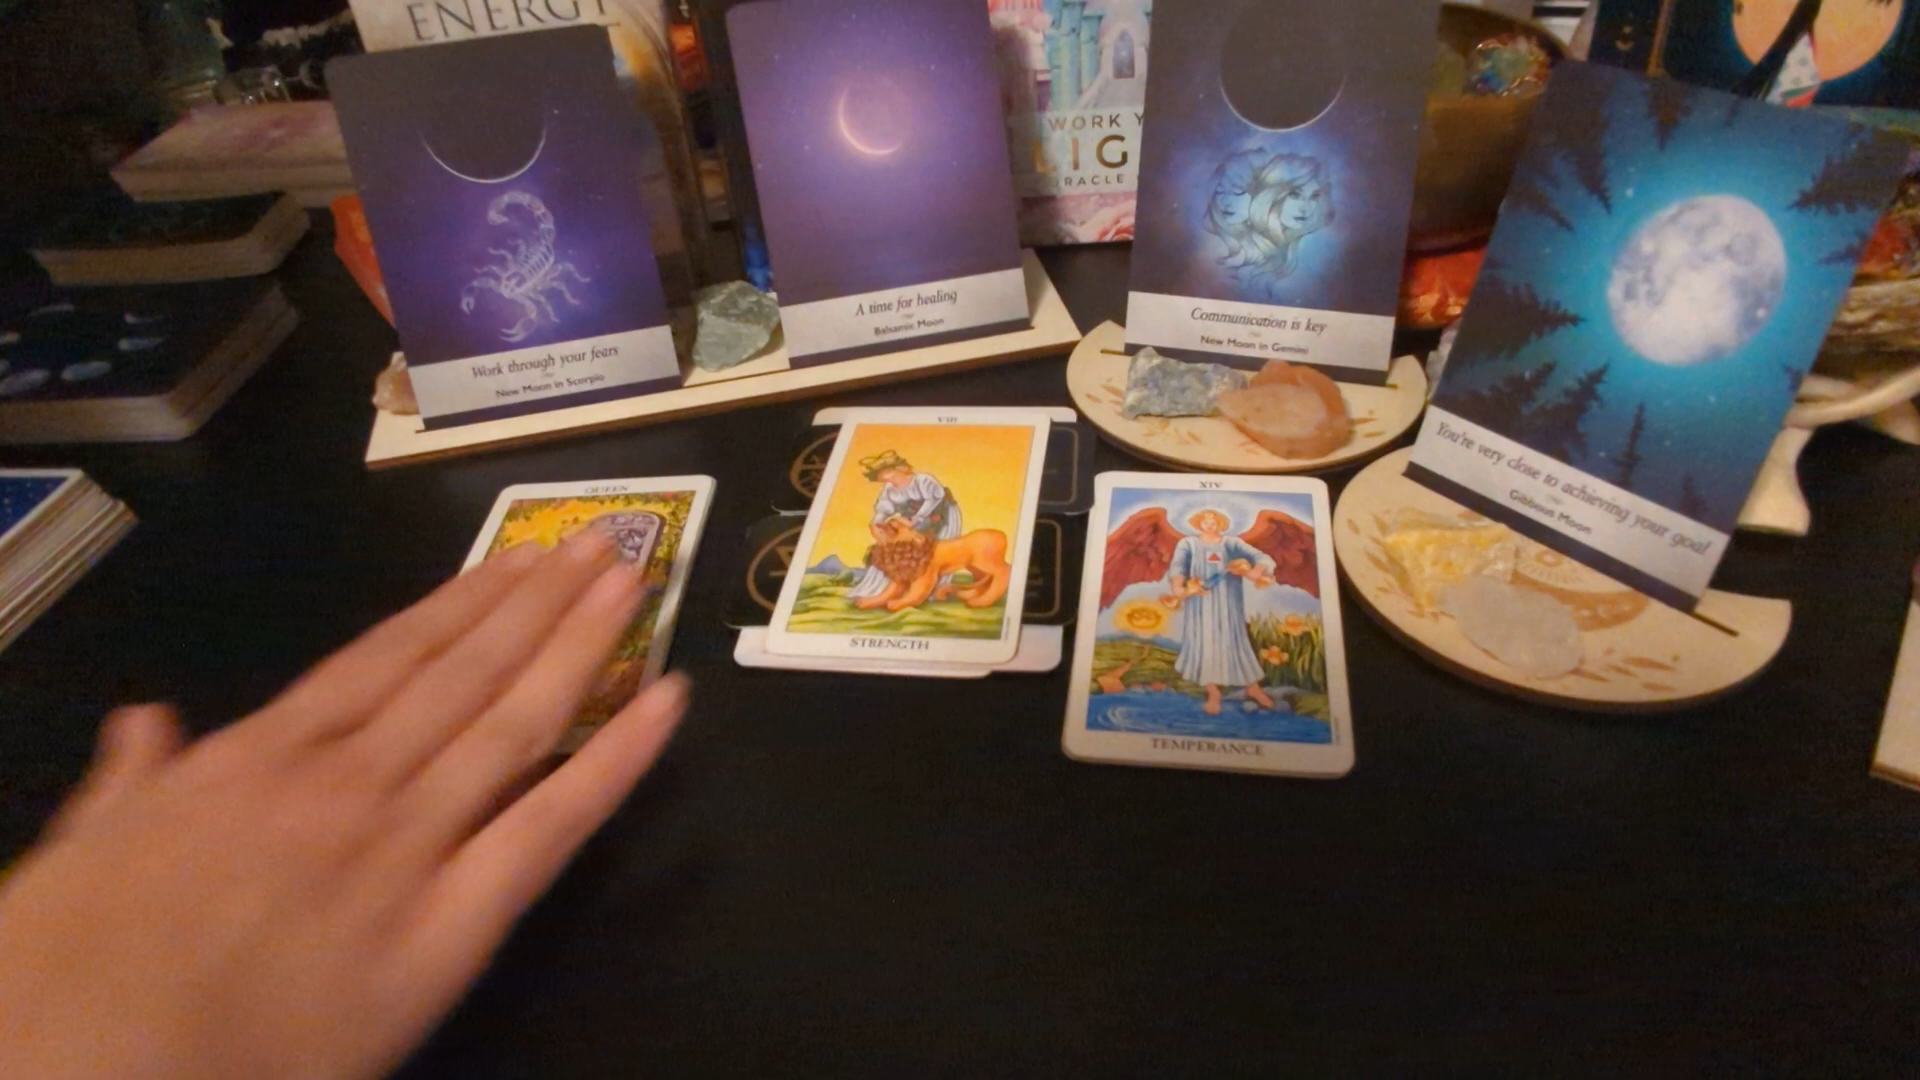 ENERGY
WORK Y
LIG
ORACLE
Work through your fears
New Moon in Scorpio
A time for healing
Balsamic Moon
Communication is key
New Moon in Gemini
You're very close to achieving your goal
Gibbous Moon
QUEEN
VIII
STRENGTH
XIV
TEMPERANCE